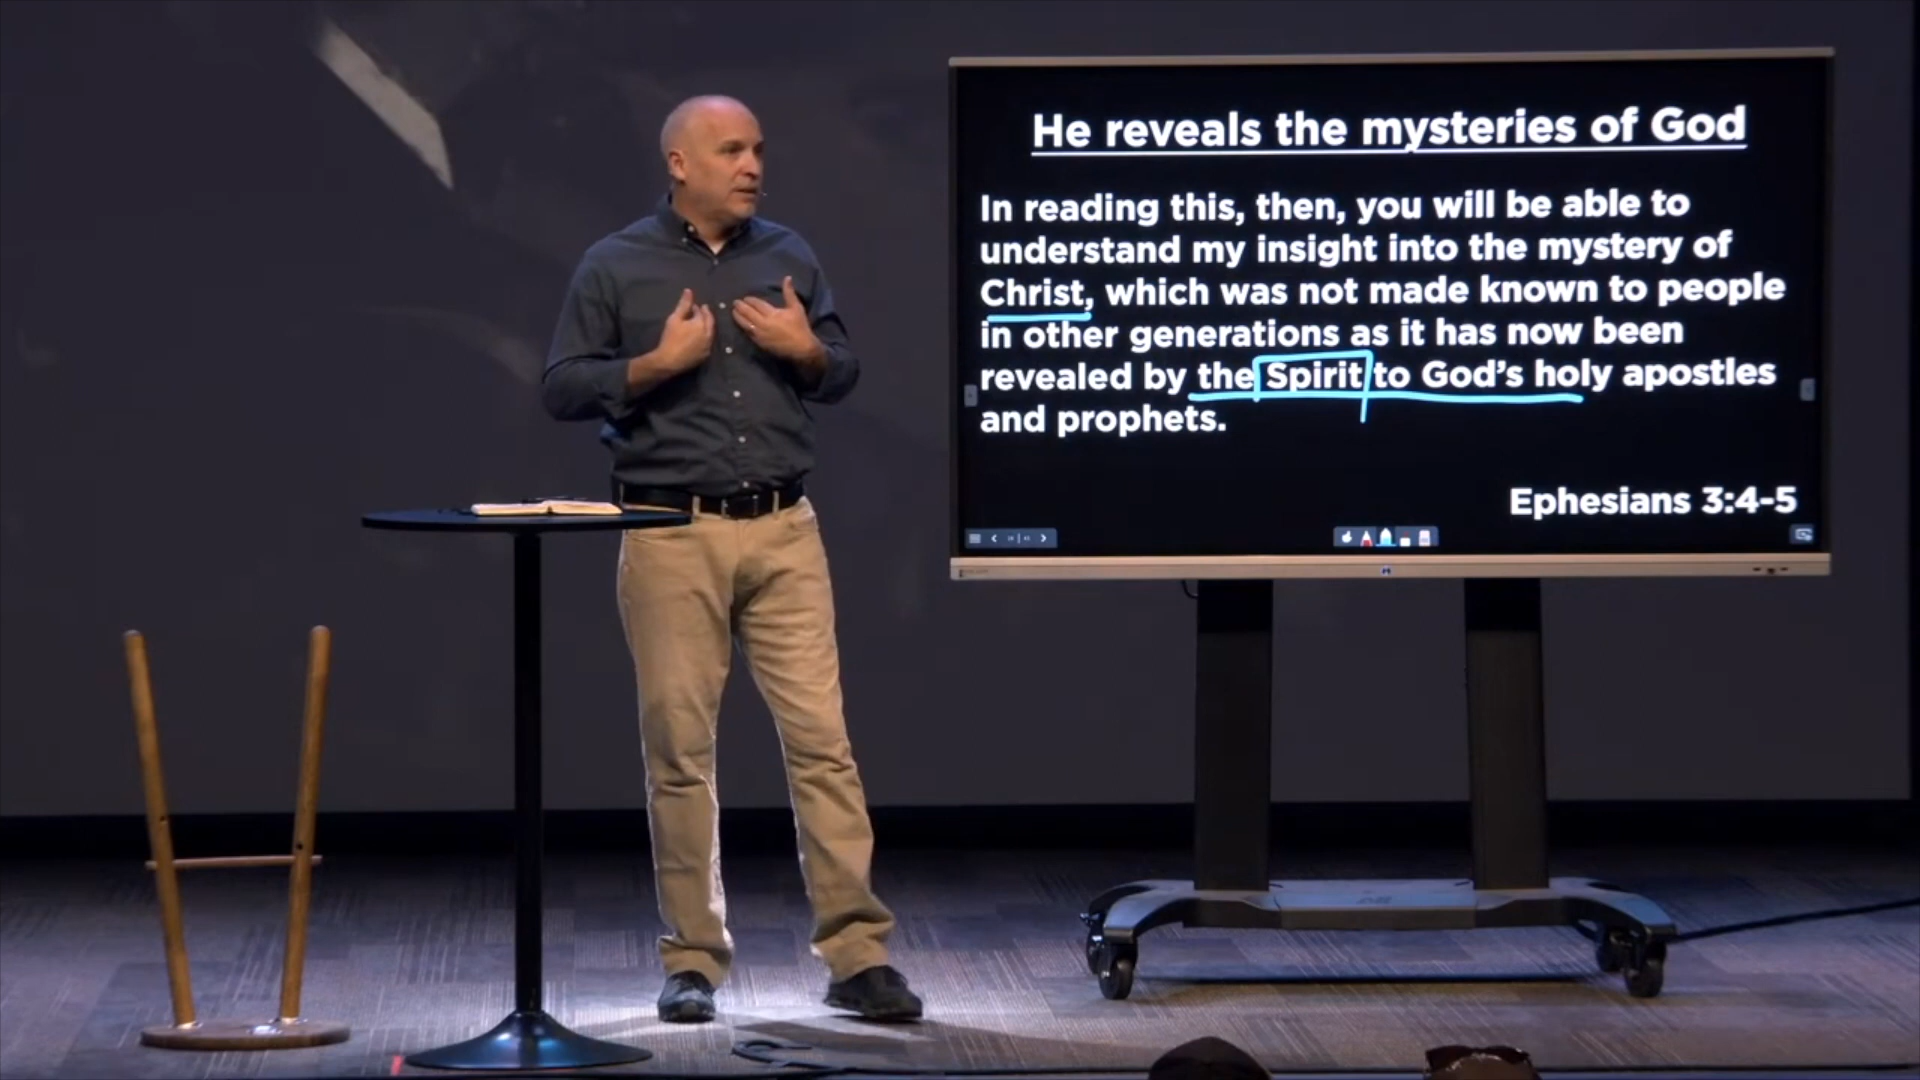 He reveals the mysteries of God
In reading this, then, you will be able to
understand my insight into the mystery of
Christ, which was not made known to people
in other generations as it has now been
revealed by the Spirit to God's holy apostles
and prophets.
Ephesians 3:4-5